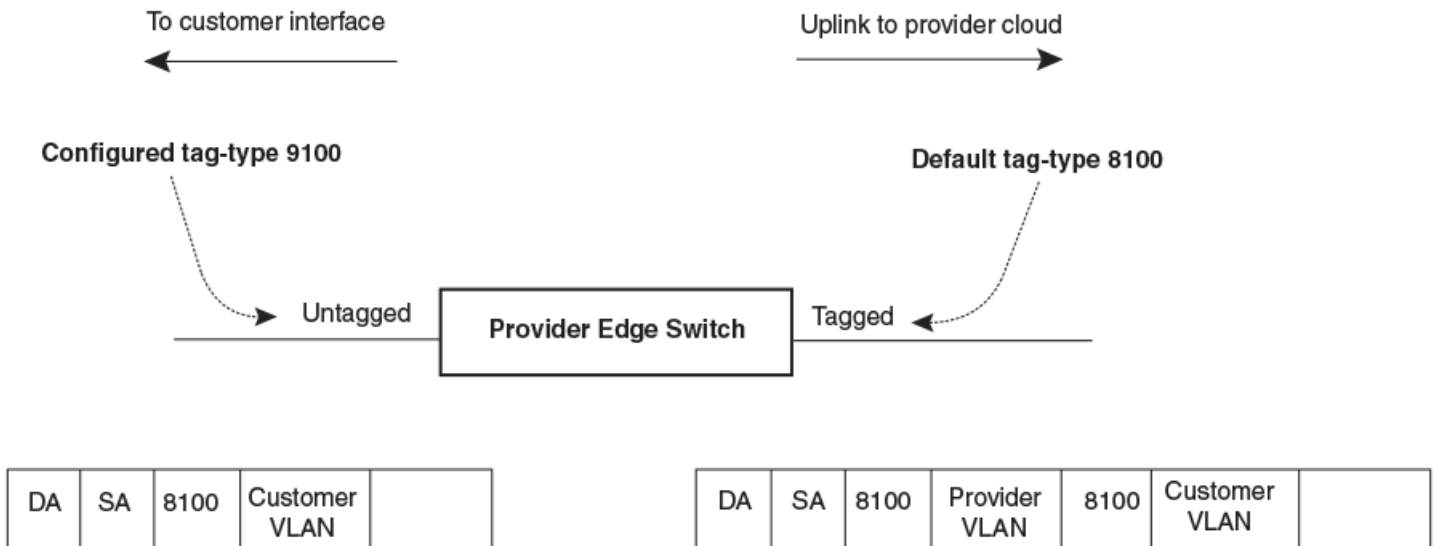 To customer interface
Uplink to provider cloud
Configured tag-type 9100
Default tag-type 8100
Untagged
Provider Edge Switch
Tagged
DA
SA
8100
Customer
VLAN
DA
SA
8100
Provider
VLAN
8100
Customer
VLAN